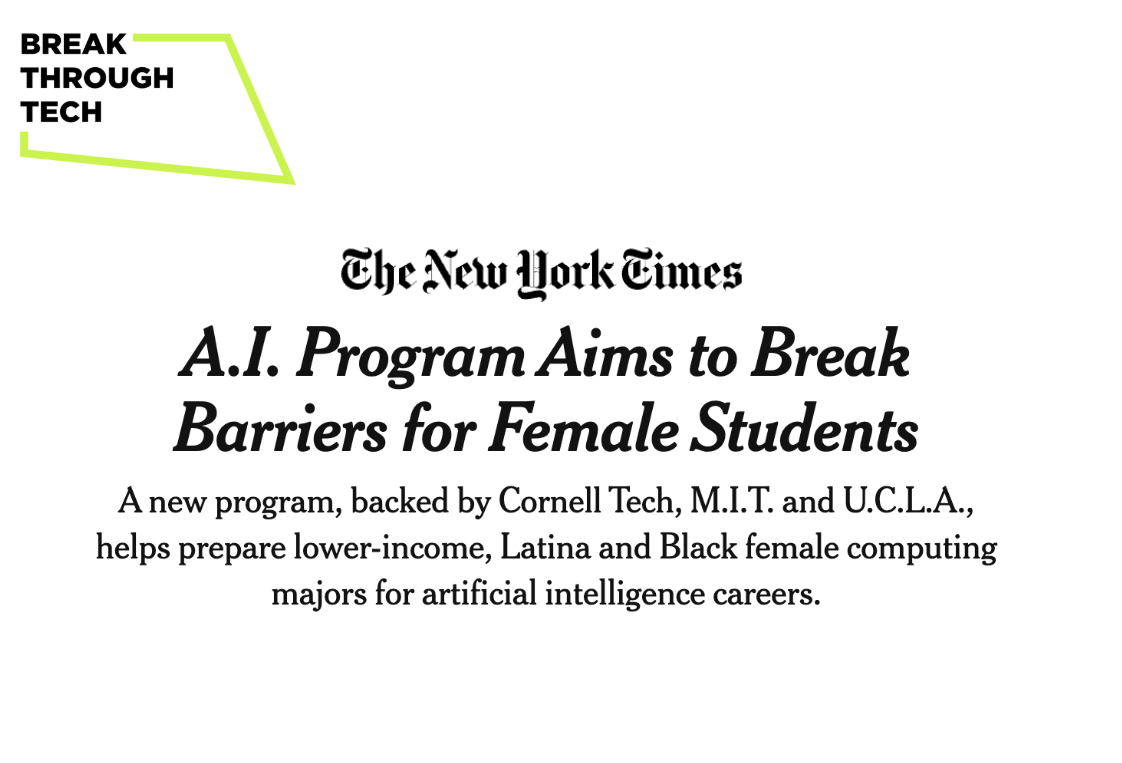 BREAK
THROUGH
TECH
The New York Times
A.I. Program Aims to Break
Barriers for Female Students
A new program, backed by Cornell Tech, M.I.T. and U.C.L.A.,
helps prepare lower-income, Latina and Black female computing
majors for artificial intelligence careers.